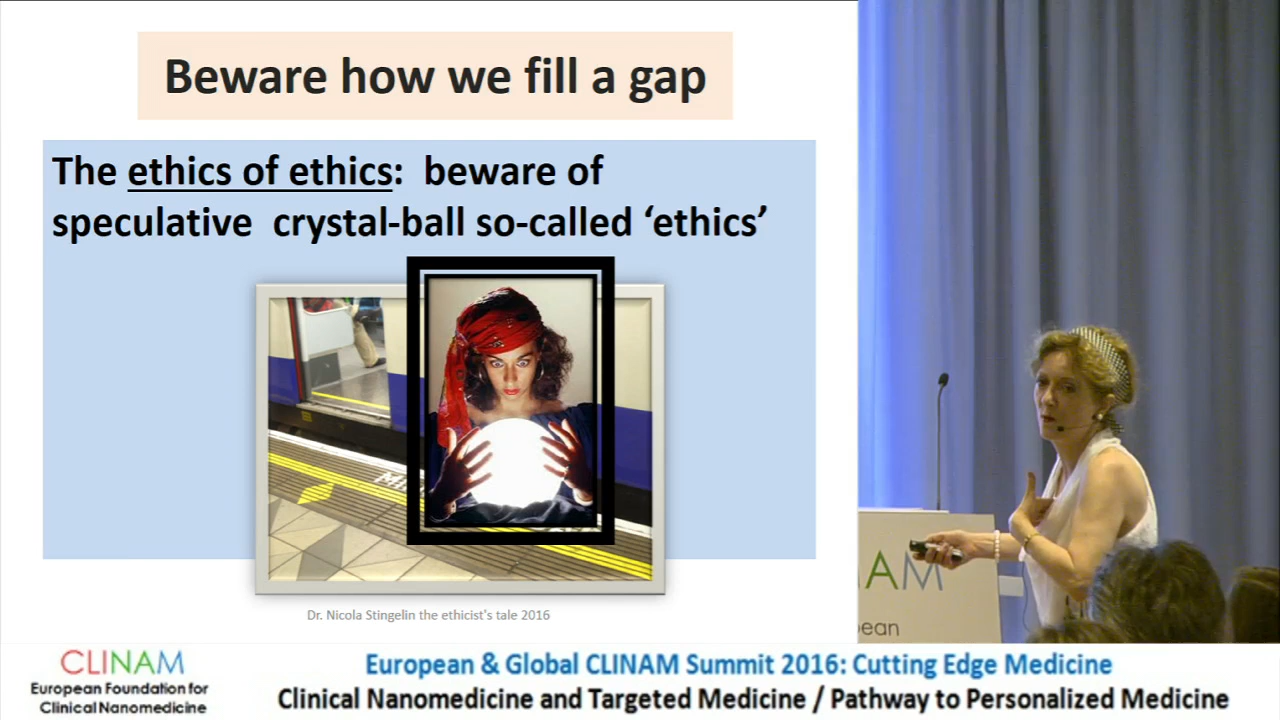 Beware how we fill a gap
The ethics of ethics: beware of
speculative crystal-ball so-called ‘ethics’
Dr. Nicola Stingelin the ethicist's tale 2016
AM
ean
CLINAM
European Foundation for
Clinical Nanomedicine
European & Global CLINAM Summit 2016: Cutting Edge Medicine
Clinical Nanomedicine and Targeted Medicine / Pathway to Personalized Medicine